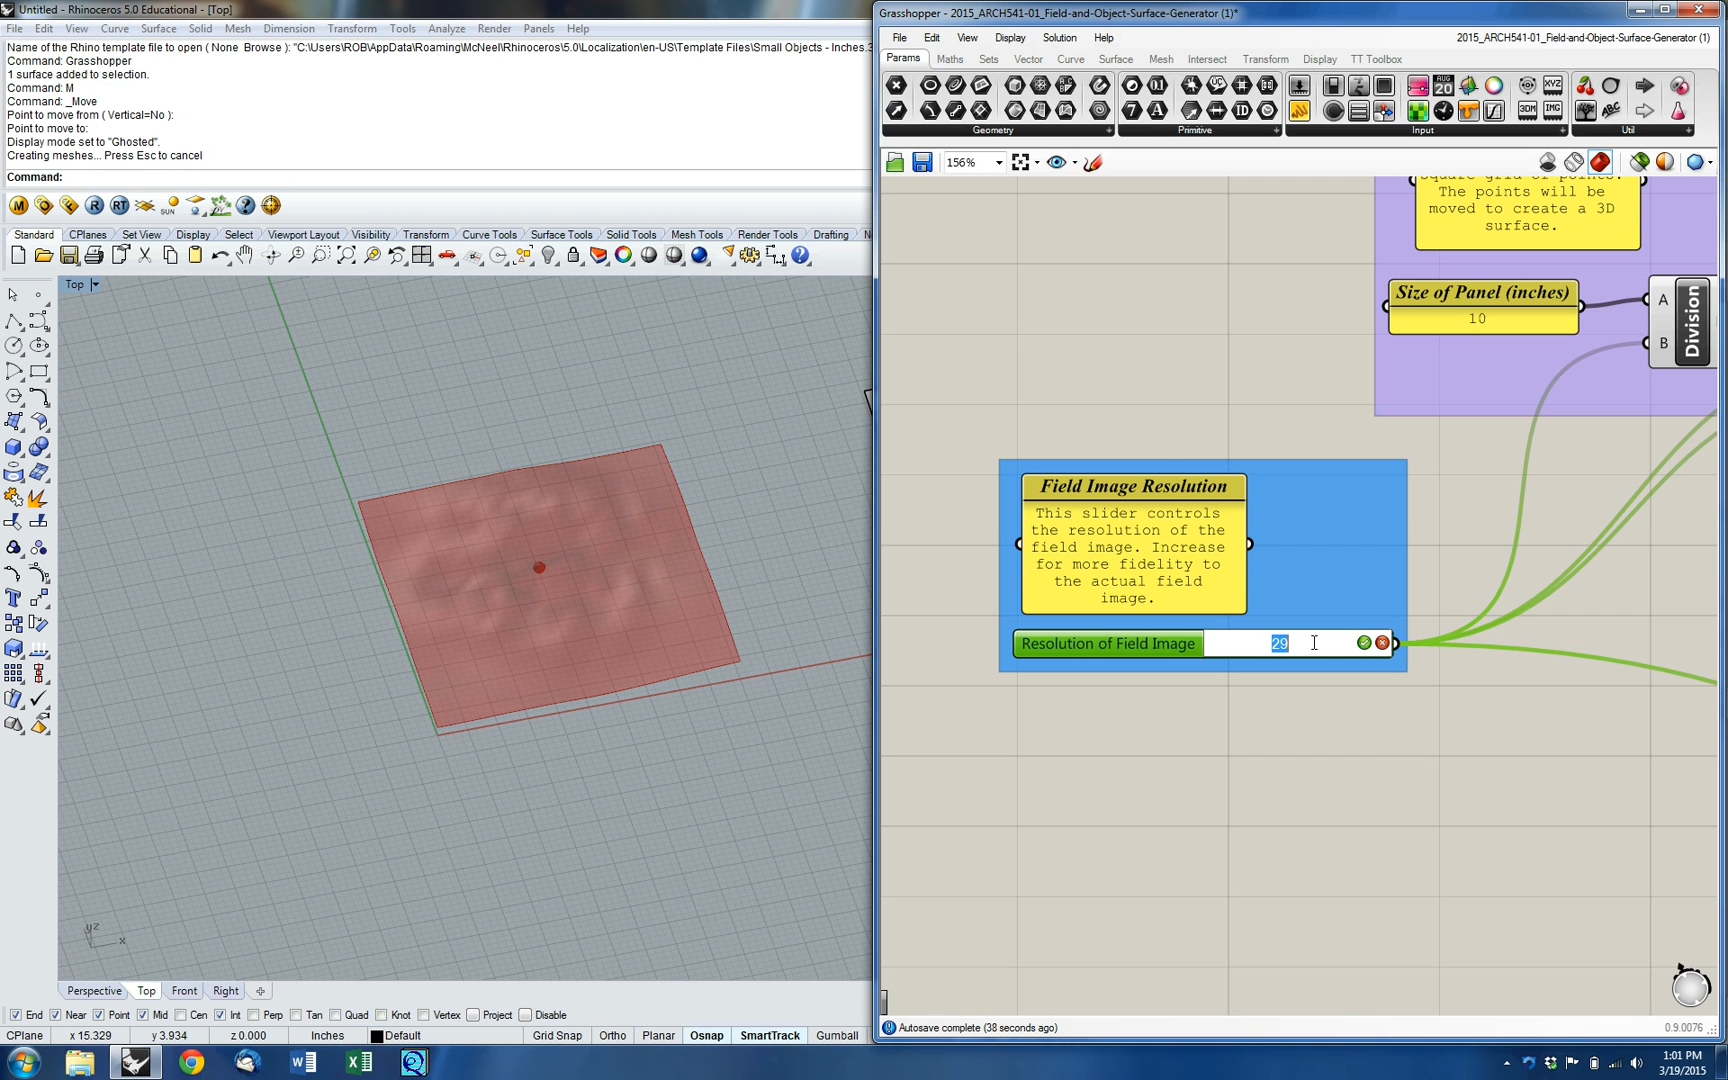 Untitled - Rhinoceros 5.0 Educational - [Top]
File Edit View Curve Surface Solid Mesh Dimension Transform Tools Analyze Render Panels Help
Name of the Rhino template file to open ( None Browse ): "C:\Users\ROB\AppData\Roaming\McNeel\Rhinoceros\5.0\Localization\en-US\Template Files\Small Objects - Inches.3
Command: Grasshopper
1 surface added to selection.
Command: M
Command: _Move
Point to move from ( Vertical=No ):
Point to move to:
Display mode set to "Ghosted".
Creating meshes... Press Esc to cancel
Command:
Standard CPlanes Set View Display Select Viewport Layout Visibility Transform Curve Tools Surface Tools Solid Tools Mesh Tools Render Tools Drafting
Top
y z
x
Perspective Top Front Right
End Near Point Mid Cen Int Perp Tan Quad Knot Vertex Project Disable
CPlane x 15.329 y 3.934 z 0.000 Inches Default Grid Snap Ortho Planar Osnap SmartTrack Gumball
Grasshopper - 2015_ARCH541-01_Field-and-Object-Surface-Generator (1)*
File Edit View Display Solution Help
2015_ARCH541-01_Field-and-Object-Surface-Generator (1)
Params Maths Sets Vector Curve Surface Mesh Intersect Transform Display TT Toolbox
Geometry Primitive Input Util
156%
square grid of points.
The points will be
moved to create a 3D
surface.
Size of Panel (inches)
10
A
B
Division
Field Image Resolution
This slider controls
the resolution of the
field image. Increase
for more fidelity to
the actual field
image.
Resolution of Field Image 29
Autosave complete (38 seconds ago)
0.9.0076
1:01 PM
3/19/2015